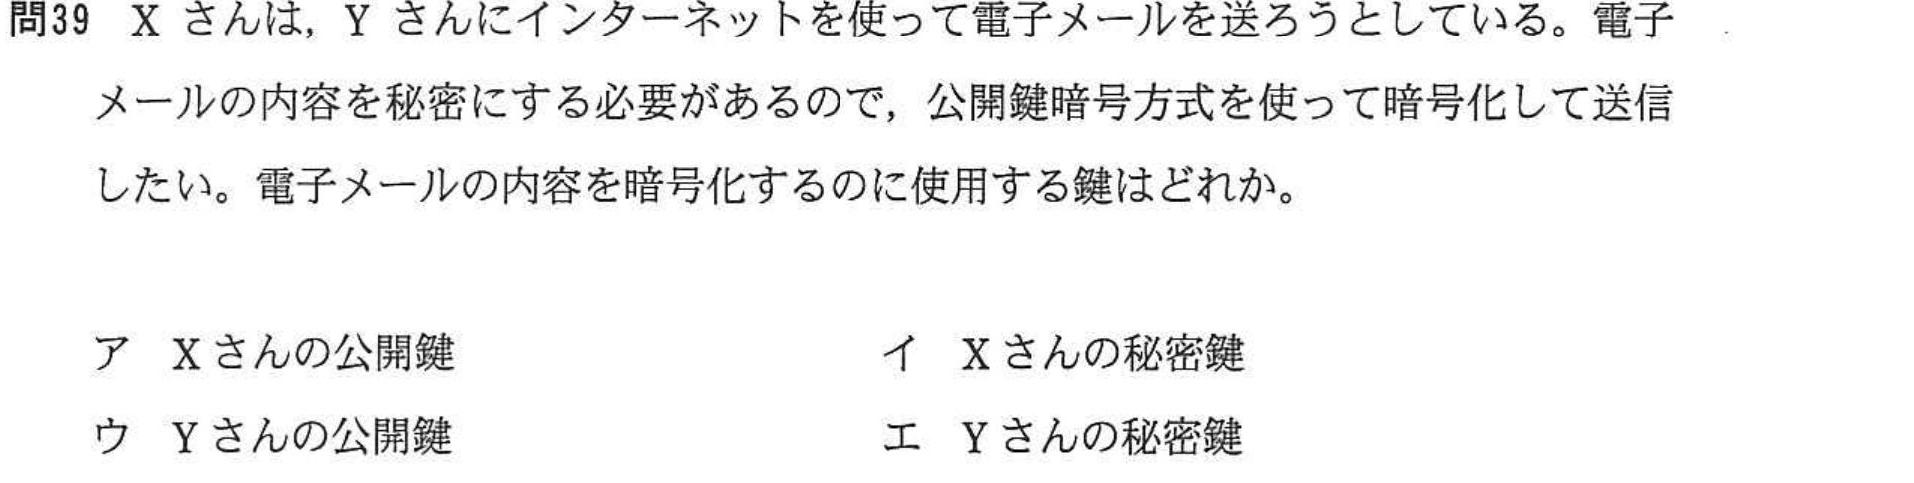 問39 X さんは，Y さんにインターネットを使って電子メールを送ろうとしている。電子
メールの内容を秘密にする必要があるので，公開鍵暗号方式を使って暗号化して送信
したい。電子メールの内容を暗号化するのに使用する鍵はどれか。
ア X さんの公開鍵 イ X さんの秘密鍵
ウ Y さんの公開鍵 エ Y さんの秘密鍵